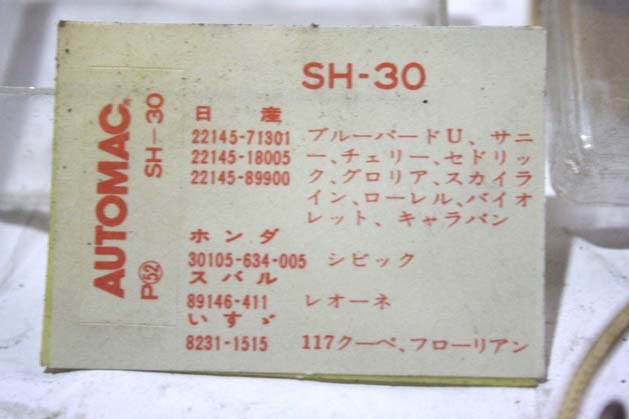 SH-30
日産
22145-71301 ブルーバードU、サニ
22145-18005 ー、チェリー、セドリッ
22145-89900 ク、グロリア、スカイラ
イン、ローレル、バイオ
レット、キャラバン
ホンダ
30105-634-005 シビック
スバル
89146-411 レオーネ
いすゞ
8231-1515 117クーペ、フローリアン
AUTOMAC
SH-30
P52